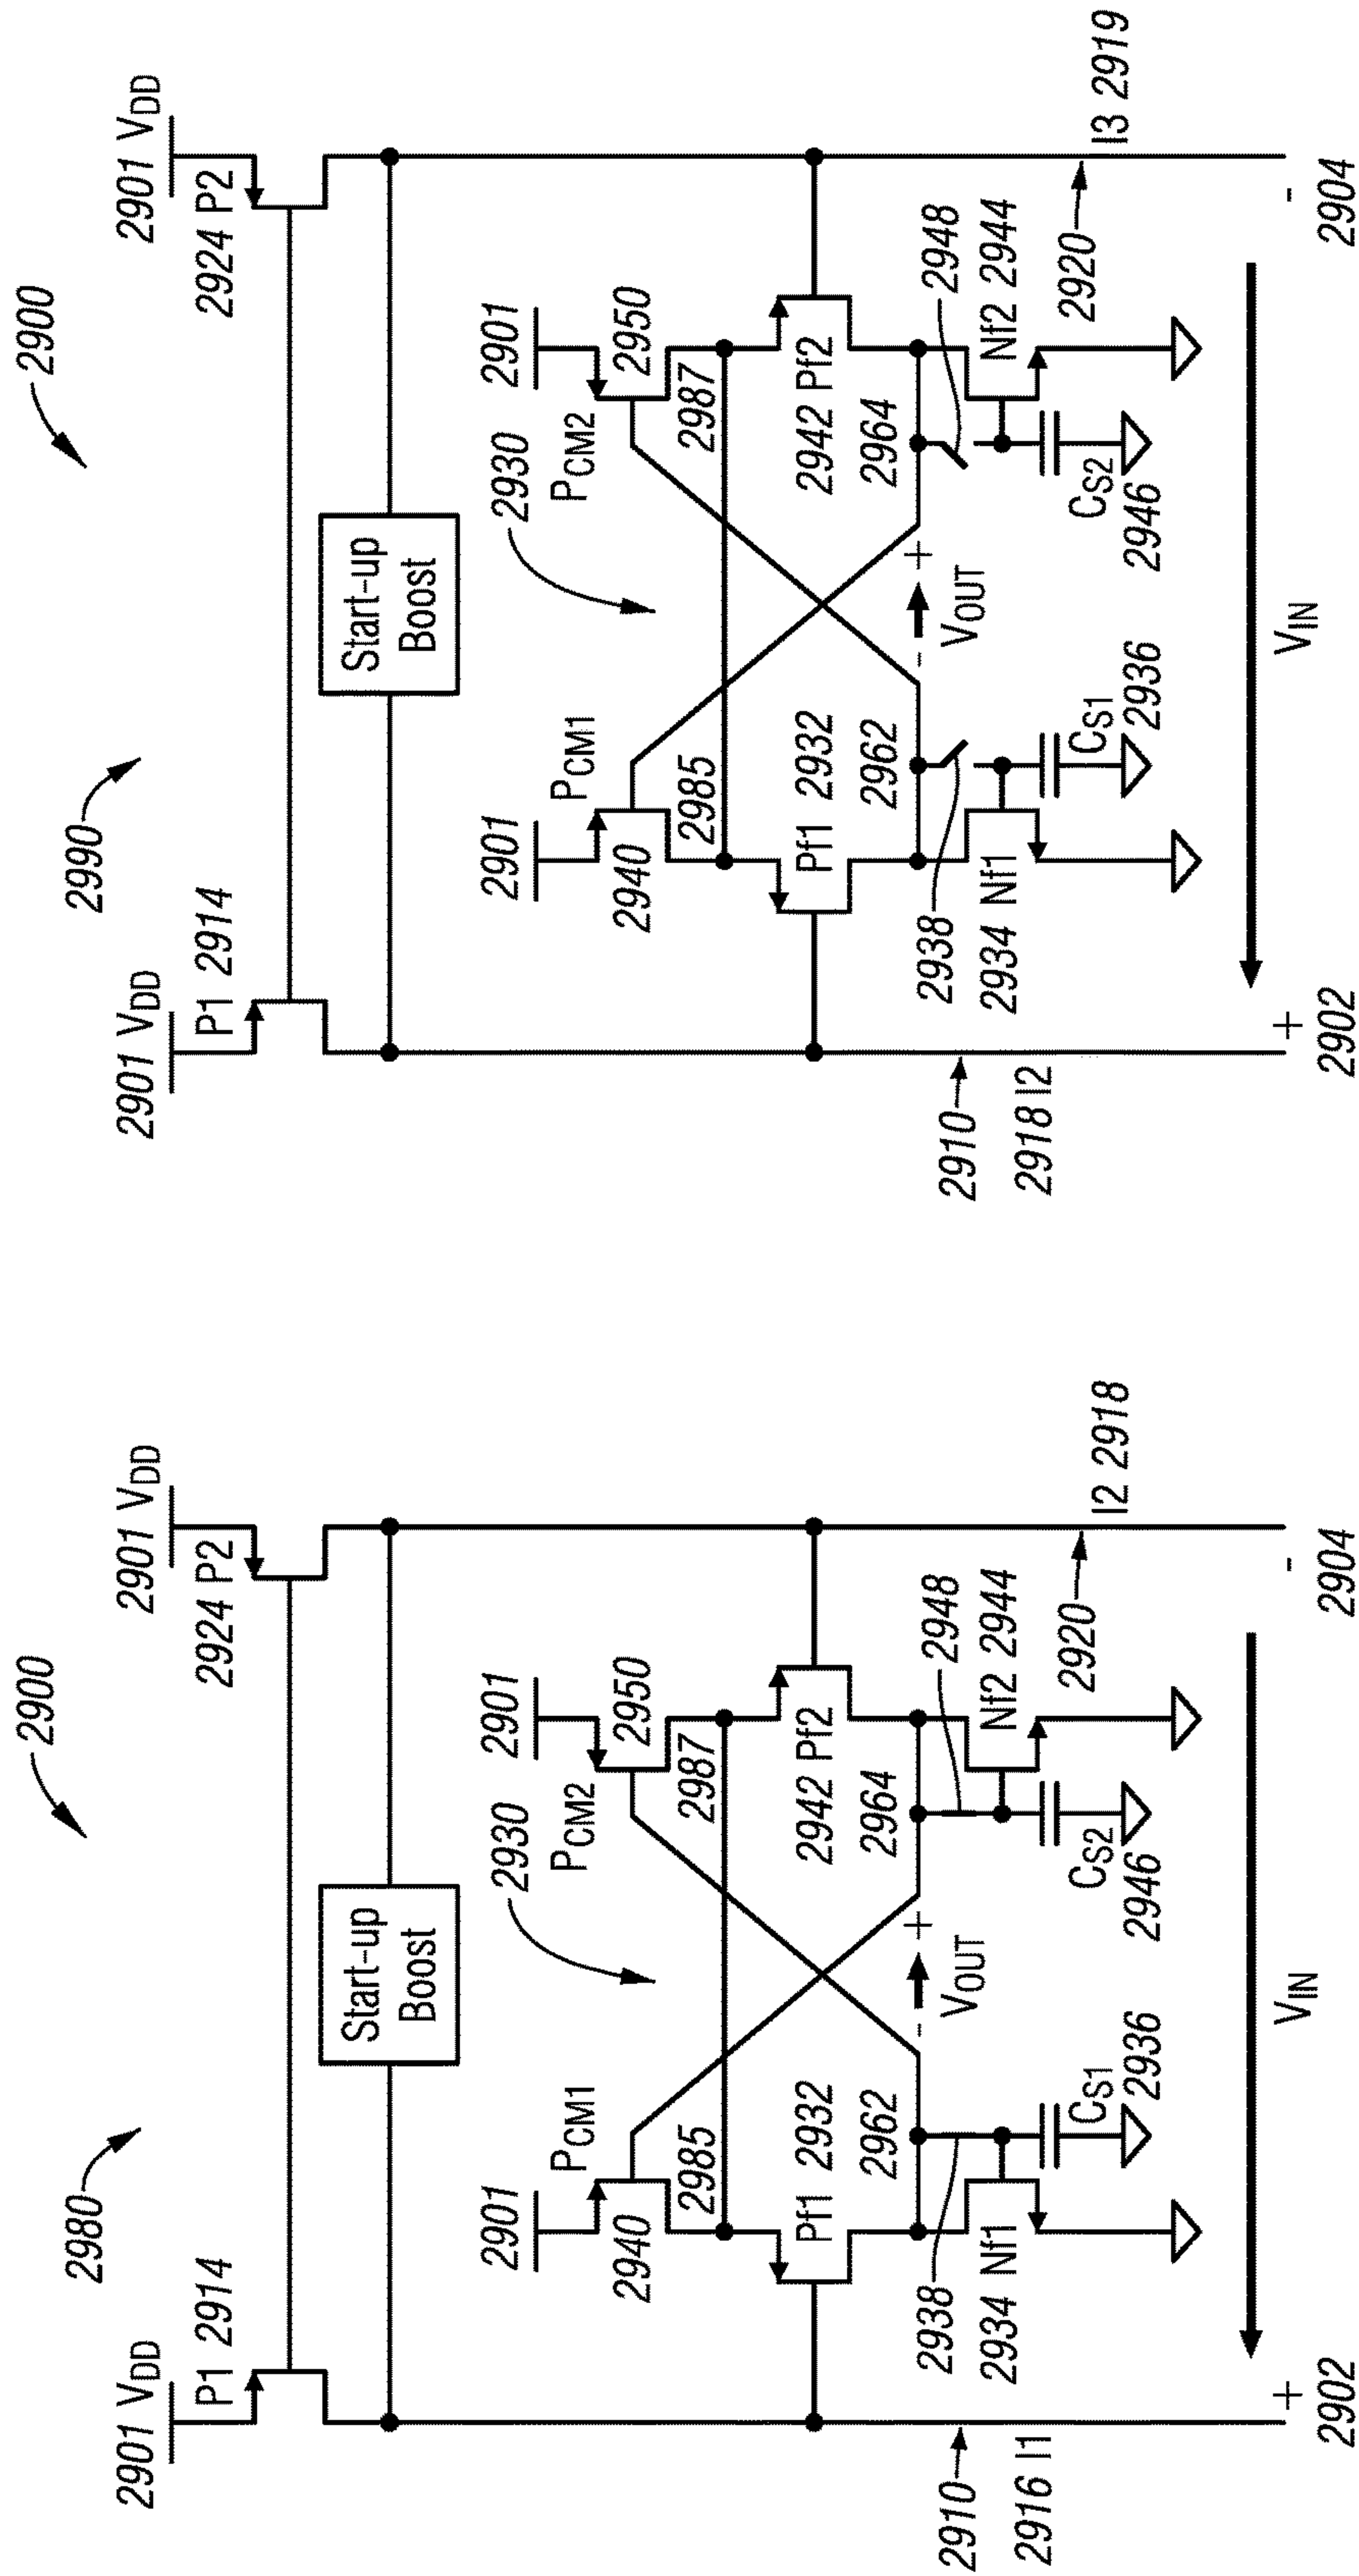 2900
2980
2901 VDD
P1 2914
2901 VDD
2924 P2
Start-up
Boost
2901
PCM1
2940
2985
2930
2901
PCM2
2950
2987
Pf1 2932
2962
2942 Pf2
2964
- VOUT +
2938
2934 Nf1
CS1
2936
2948
Nf2 2944
CS2
2946
2910
2916 I1
2920
I2 2918
VIN
+
2902
-
2904
2900
2990
2901 VDD
P1 2914
2901 VDD
2924 P2
Start-up
Boost
2901
PCM1
2940
2985
2930
2901
PCM2
2950
2987
Pf1 2932
2962
2942 Pf2
2964
- VOUT +
2938
2934 Nf1
CS1
2936
2948
Nf2 2944
CS2
2946
2910
2918 I2
2920
I3 2919
VIN
+
2902
-
2904